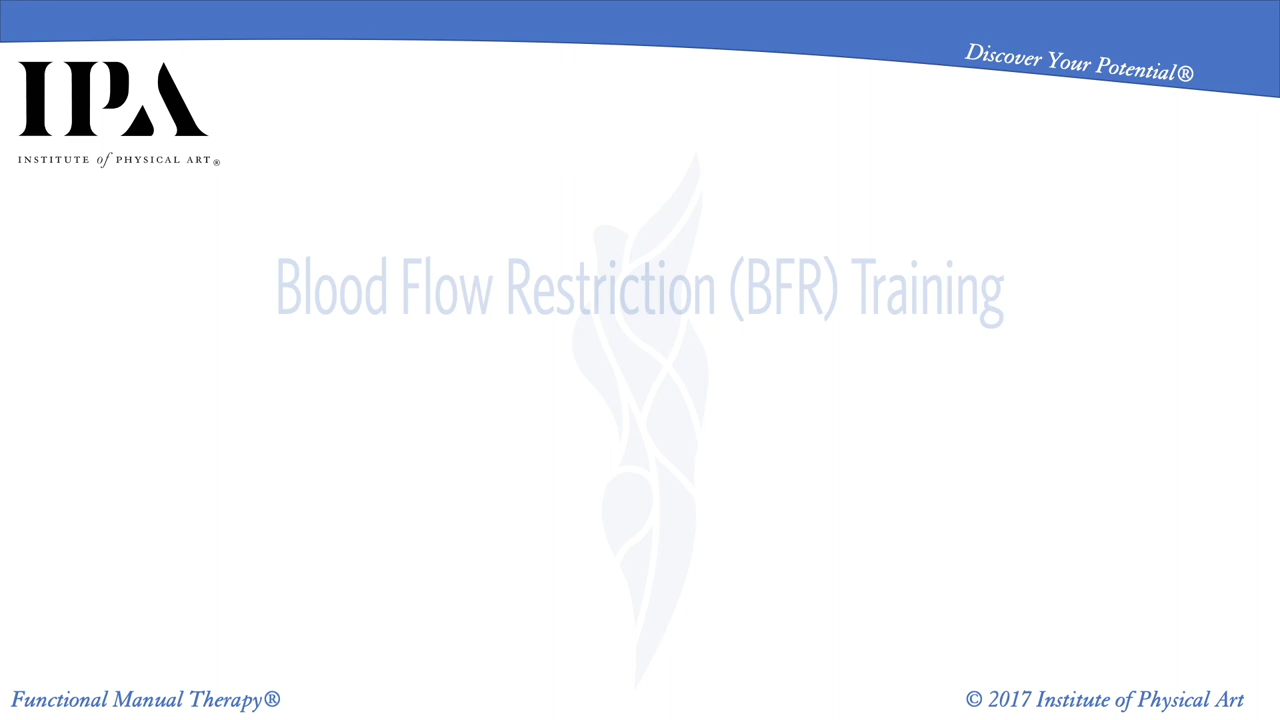 Discover Your Potential®
IPA
INSTITUTE of PHYSICAL ART®
Blood Flow Restriction (BFR) Training
Functional Manual Therapy®
© 2017 Institute of Physical Art